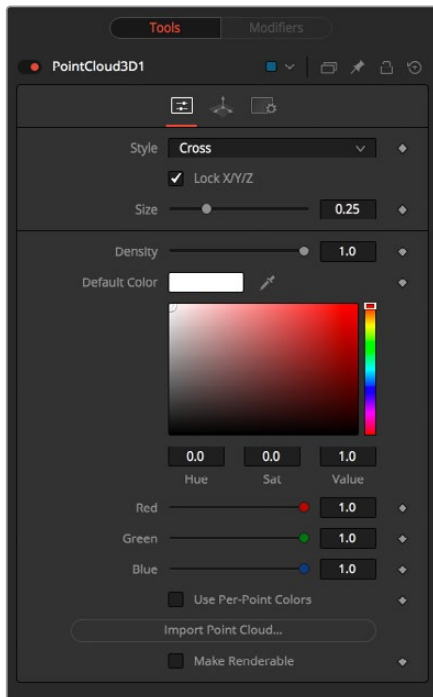 Tools Modifiers
PointCloud3D1
Style Cross
Lock X/Y/Z
Size 0.25
Density 1.0
Default Color
0.0 0.0 1.0
Hue Sat Value
Red 1.0
Green 1.0
Blue 1.0
Use Per-Point Colors
Import Point Cloud...
Make Renderable